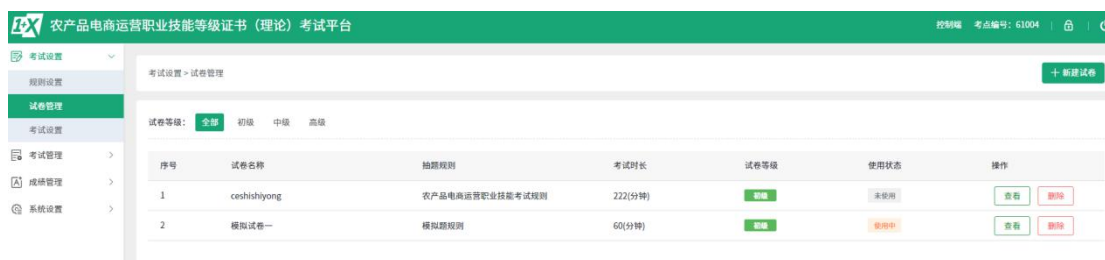 1+X 农产品电商运营职业技能等级证书（理论）考试平台 控制端 考点编号：61004
考试设置
规则设置
试卷管理
考试设置
考试管理
成绩管理
系统设置
考试设置 > 试卷管理 + 新建试卷
试卷等级： 全部 初级 中级 高级
序号 试卷名称 抽题规则 考试时长 试卷等级 使用状态 操作
1 ceshishiyong 农产品电商运营职业技能考试规则 222(分钟) 初级 未使用 查看 删除
2 模拟试卷一 模拟题规则 60(分钟) 初级 使用中 查看 删除